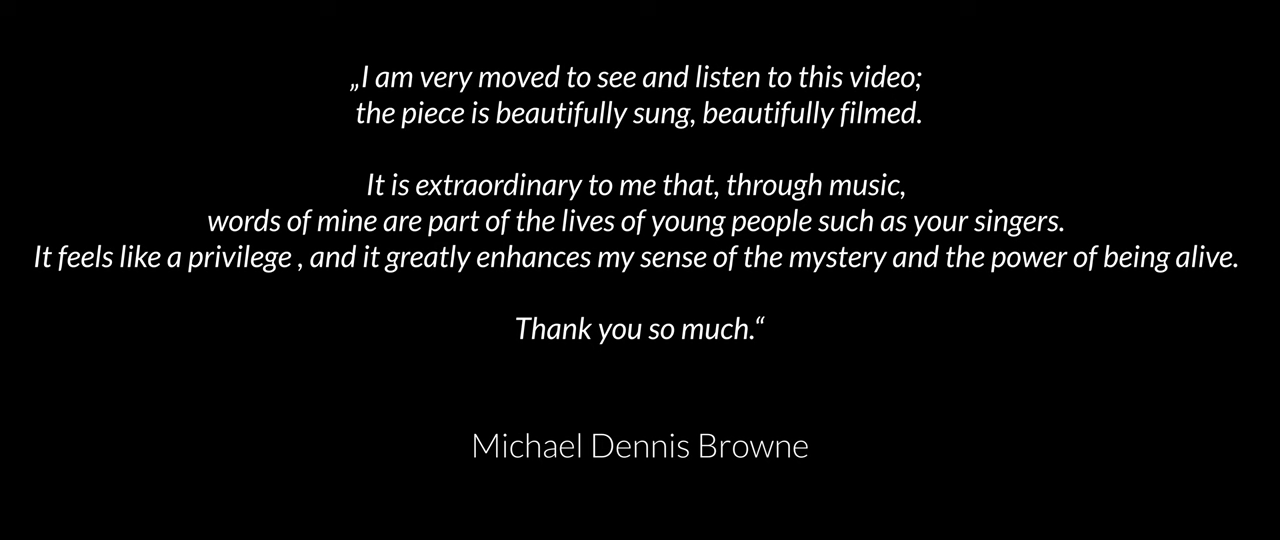 „I am very moved to see and listen to this video;
the piece is beautifully sung, beautifully filmed.
It is extraordinary to me that, through music,
words of mine are part of the lives of young people such as your singers.
It feels like a privilege , and it greatly enhances my sense of the mystery and the power of being alive.
Thank you so much.“
Michael Dennis Browne